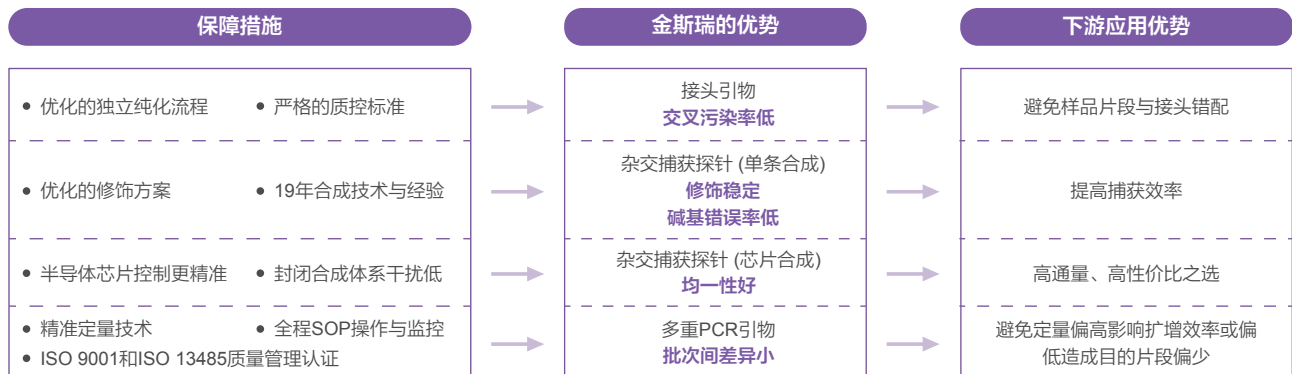 保障措施
金斯瑞的优势
下游应用优势
• 优化的独立纯化流程 • 严格的质控标准
接头引物
交叉污染率低
避免样品片段与接头错配
• 优化的修饰方案 • 19年合成技术与经验
杂交捕获探针 (单条合成)
修饰稳定
碱基错误率低
提高捕获效率
• 半导体芯片控制更精准 • 封闭合成体系干扰低
杂交捕获探针 (芯片合成)
均一性好
高通量、高性价比之选
• 精准定量技术 • 全程SOP操作与监控
• ISO 9001和ISO 13485质量管理认证
多重PCR引物
批次间差异小
避免定量偏高影响扩增效率或偏
低造成目的片段偏少